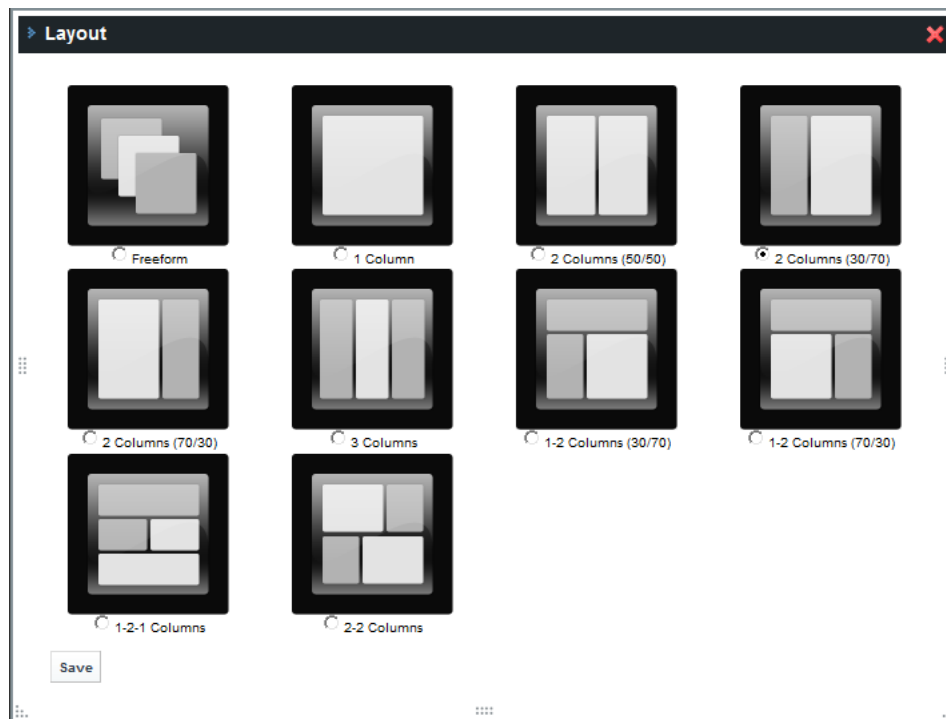 Layout
Freeform
1 Column
2 Columns (50/50)
2 Columns (30/70)
2 Columns (70/30)
3 Columns
1-2 Columns (30/70)
1-2 Columns (70/30)
1-2-1 Columns
2-2 Columns
Save